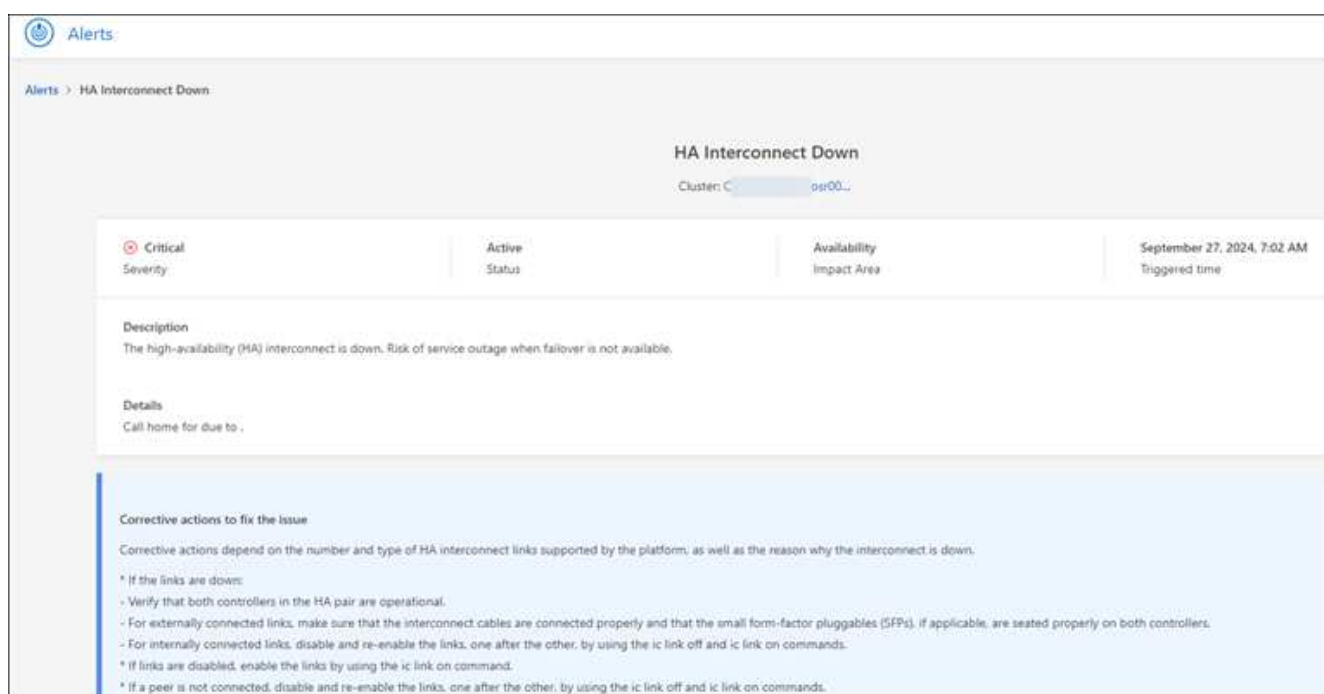 Alerts
Alerts > HA Interconnect Down
HA Interconnect Down
Cluster: C osr00...
Critical
Severity
Active
Status
Availability
Impact Area
September 27, 2024, 7:02 AM
Triggered time
Description
The high-availability (HA) interconnect is down. Risk of service outage when failover is not available.
Details
Call home for due to .
Corrective actions to fix the issue
Corrective actions depend on the number and type of HA interconnect links supported by the platform, as well as the reason why the interconnect is down.
* If the links are down:
- Verify that both controllers in the HA pair are operational.
- For externally connected links, make sure that the interconnect cables are connected properly and that the small form-factor pluggables (SFPs), if applicable, are seated properly on both controllers.
- For internally connected links, disable and re-enable the links, one after the other, by using the ic link off and ic link on commands.
* If links are disabled, enable the links by using the ic link on command.
* If a peer is not connected, disable and re-enable the links, one after the other, by using the ic link off and ic link on commands.